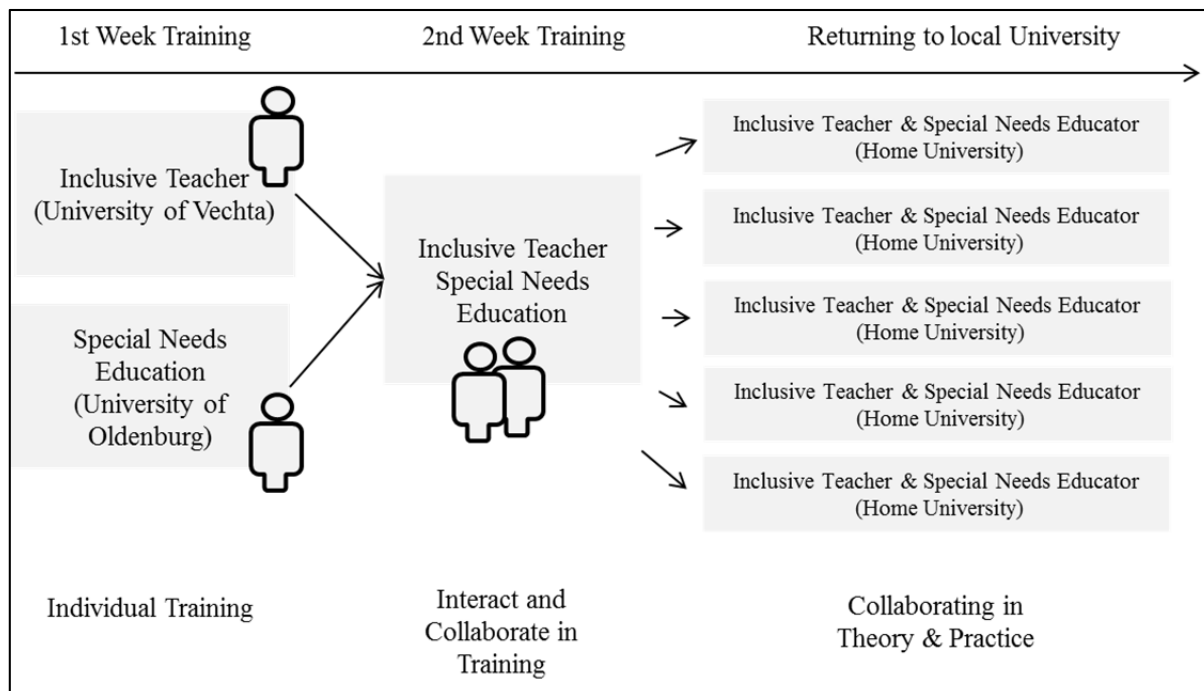 1st Week Training
2nd Week Training
Returning to local University
Inclusive Teacher
(University of Vechta)
Special Needs
Education
(University of
Oldenburg)
Inclusive Teacher
Special Needs
Education
Inclusive Teacher & Special Needs Educator
(Home University)
Inclusive Teacher & Special Needs Educator
(Home University)
Inclusive Teacher & Special Needs Educator
(Home University)
Inclusive Teacher & Special Needs Educator
(Home University)
Inclusive Teacher & Special Needs Educator
(Home University)
Individual Training
Interact and
Collaborate in
Training
Collaborating in
Theory & Practice